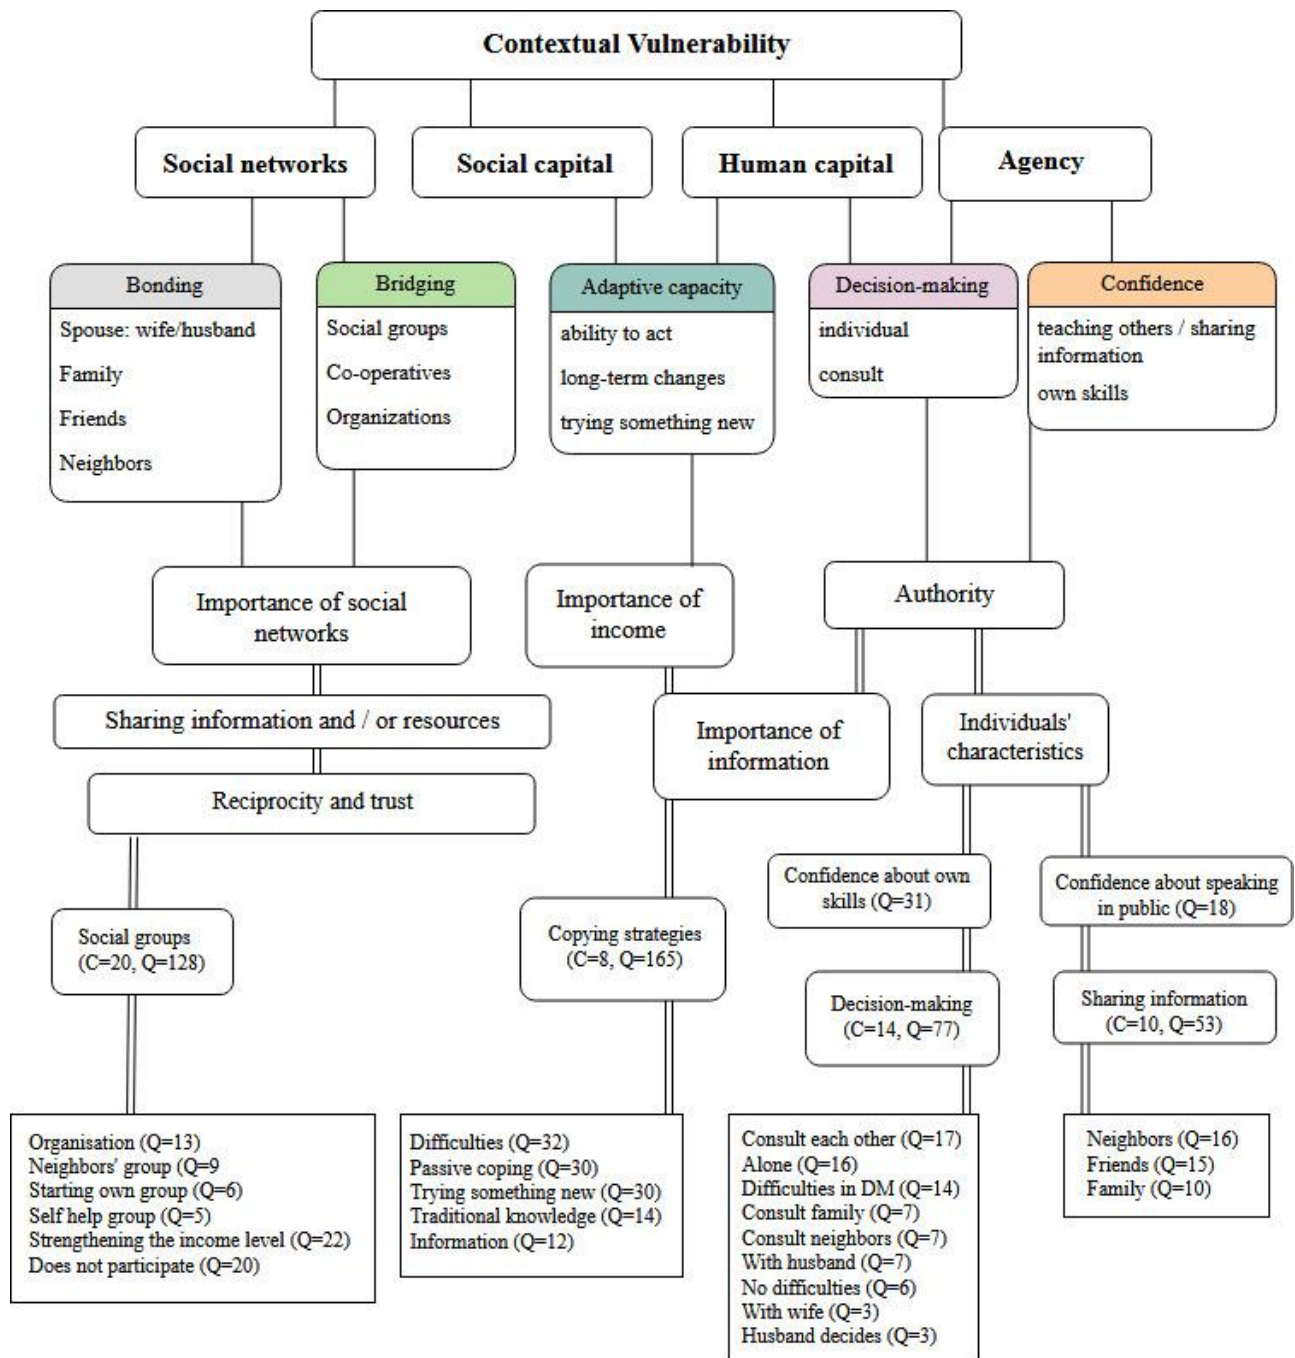 Contextual Vulnerability
Social networks
Social capital
Human capital
Agency
Bonding
Spouse: wife/husband
Family
Friends
Neighbors
Bridging
Social groups
Co-operatives
Organizations
Adaptive capacity
ability to act
long-term changes
trying something new
Decision-making
individual
consult
Confidence
teaching others / sharing
information
own skills
Importance of social
networks
Importance of
income
Authority
Sharing information and / or resources
Importance of
information
Individuals'
characteristics
Reciprocity and trust
Confidence about own
skills (Q=31)
Confidence about speaking
in public (Q=18)
Social groups
(C=20, Q=128)
Copying strategies
(C=8, Q=165)
Decision-making
(C=14, Q=77)
Sharing information
(C=10, Q=53)
Organisation (Q=13)
Neighbors' group (Q=9
Starting own group (Q=6)
Self help group (Q=5)
Strengthening the income level (Q=22)
Does not participate (Q=20)
Difficulties (Q=32)
Passive coping (Q=30)
Trying something new (Q=30)
Traditional knowledge (Q=14)
Information (Q=12)
Consult each other (Q=17)
Alone (Q=16)
Difficulties in DM (Q=14)
Consult family (Q=7)
Consult neighbors (Q=7)
With husband (Q=7)
No difficulties (Q=6)
With wife (Q=3)
Husband decides (Q=3)
Neighbors (Q=16)
Friends (Q=15)
Family (Q=10)